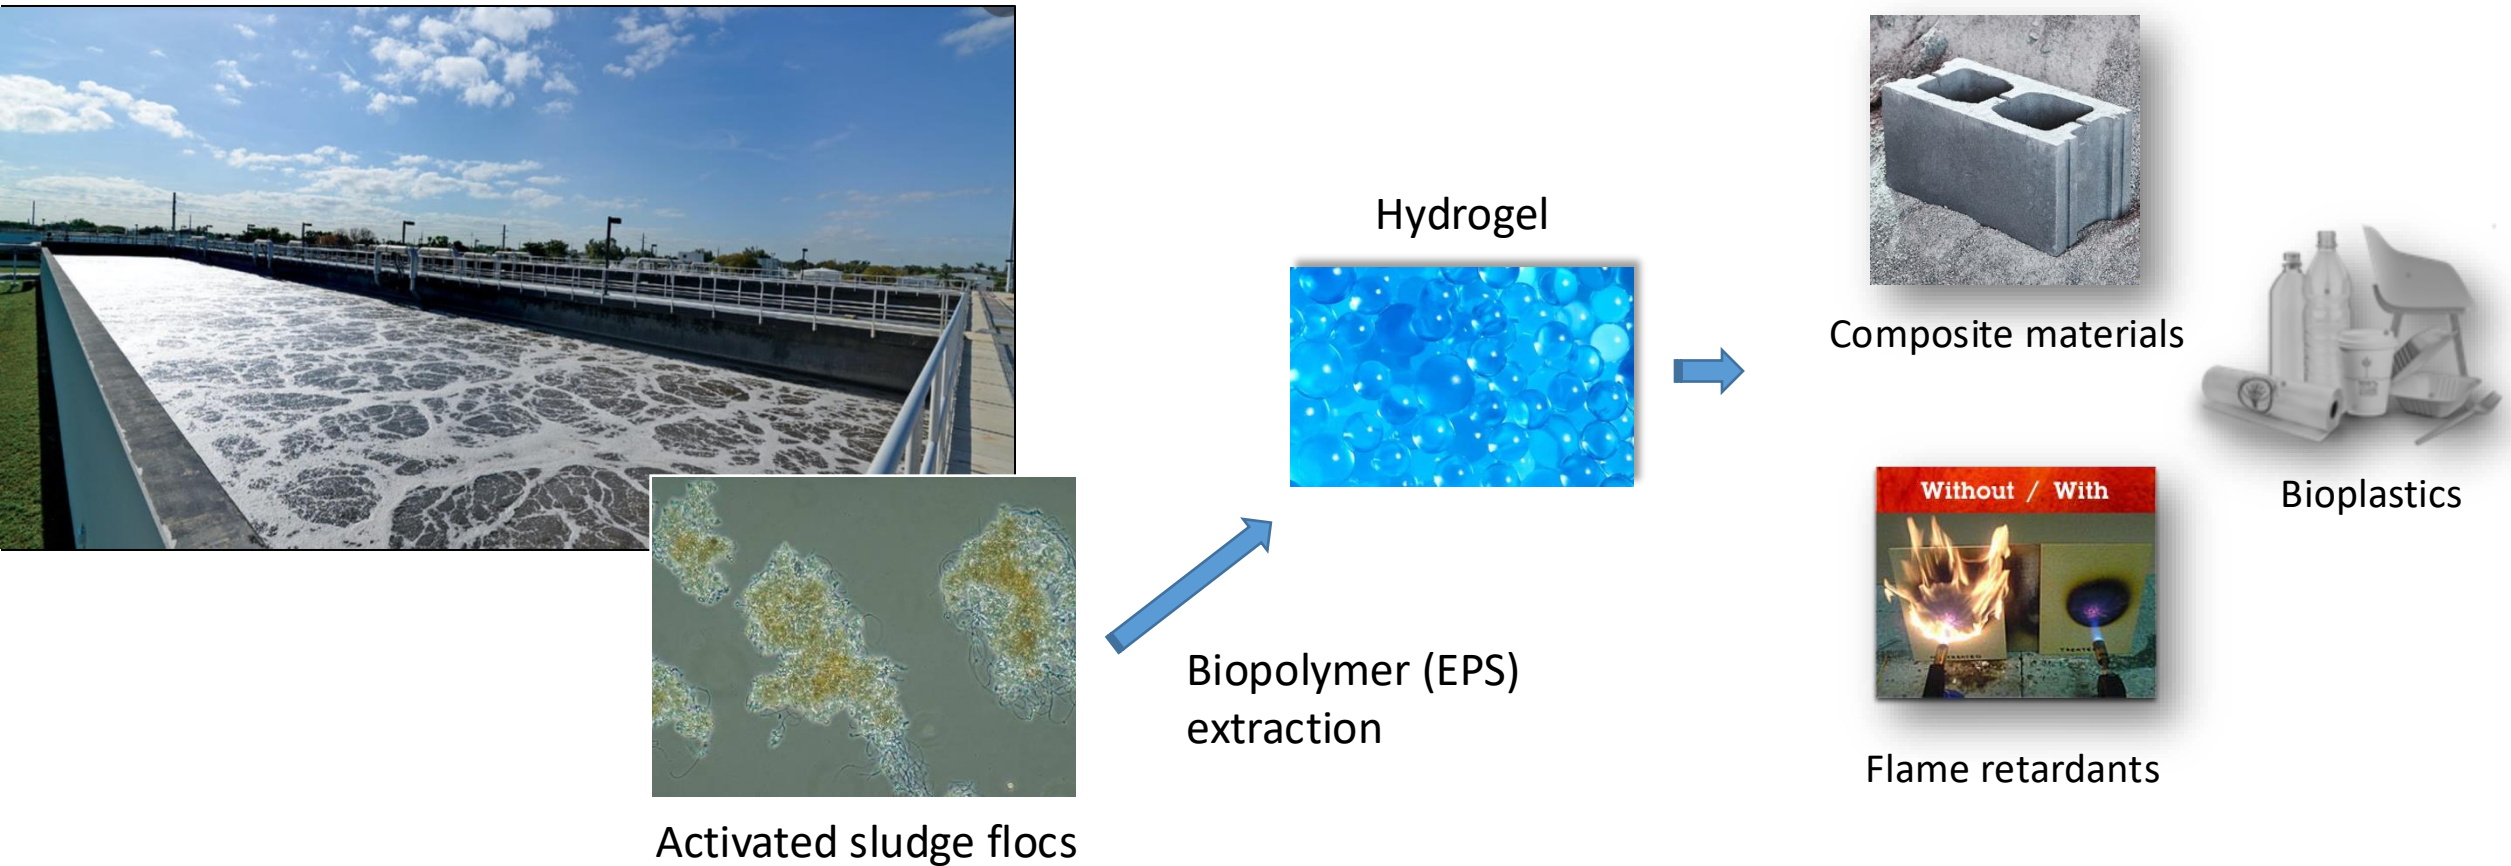 Hydrogel
Composite materials
Without / With
Bioplastics
Biopolymer (EPS)
extraction
Flame retardants
Activated sludge flocs